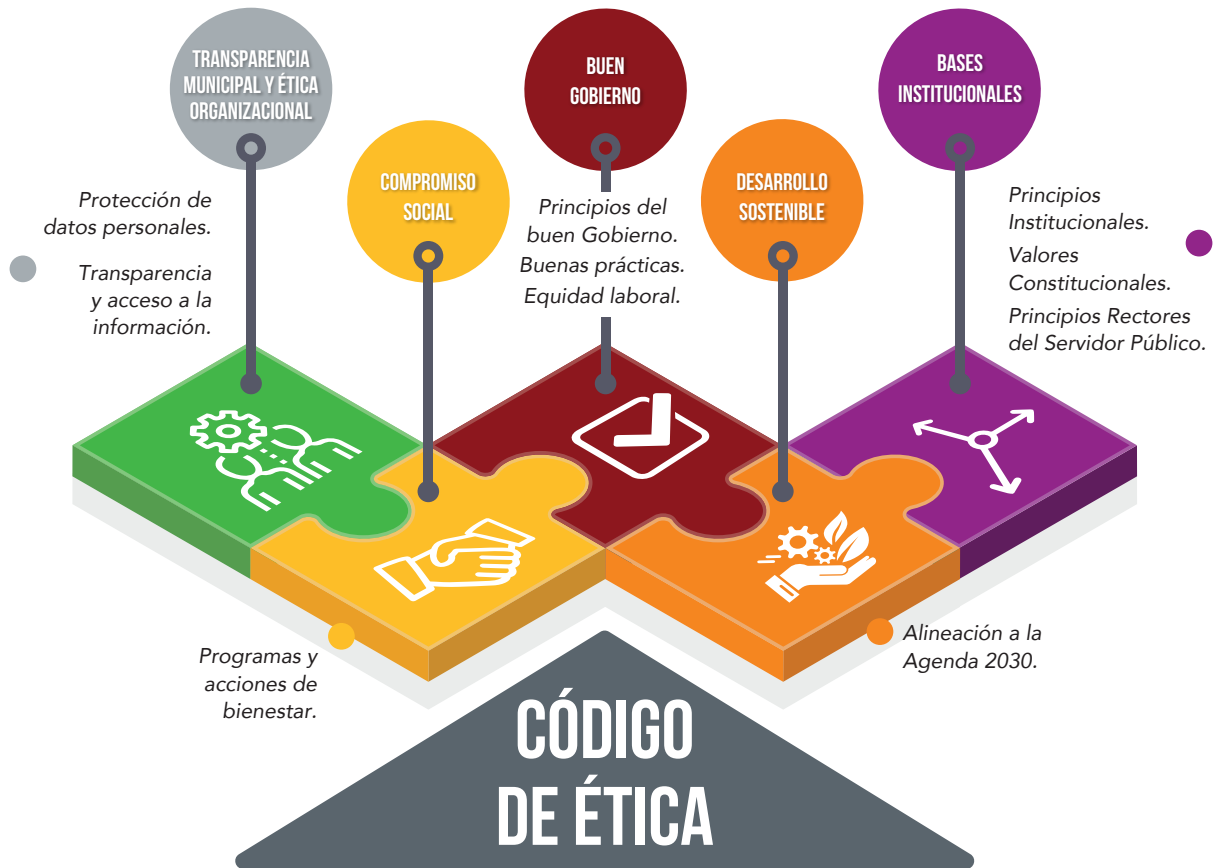 TRANSPARENCIA
MUNICIPAL Y ÉTICA
ORGANIZACIONAL
Protección de
datos personales.
Transparencia
y acceso a la
información.
COMPROMISO
SOCIAL
Programas y
acciones de
bienestar.
BUEN
GOBIERNO
Principios del
buen Gobierno.
Buenas prácticas.
Equidad laboral.
DESARROLLO
SOSTENIBLE
Alineación a la
Agenda 2030.
BASES
INSTITUCIONALES
Principios
Institucionales.
Valores
Constitucionales.
Principios Rectores
del Servidor Público.
CÓDIGO
DE ÉTICA